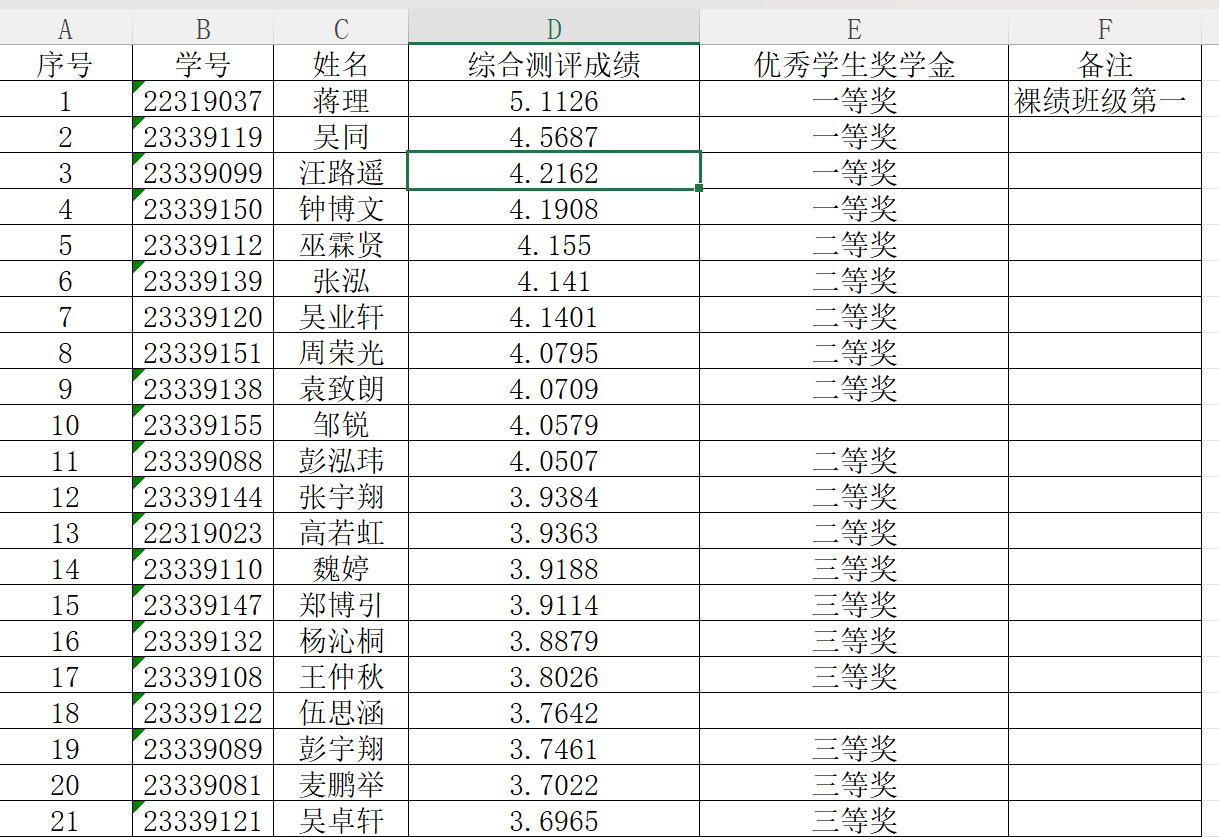 A B C D E F
序号 学号 姓名 综合测评成绩 优秀学生奖学金 备注
1 22319037 蒋理 5.1126 一等奖 裸绩班级第一
2 23339119 吴同 4.5687 一等奖
3 23339099 汪路遥 4.2162 一等奖
4 23339150 钟博文 4.1908 一等奖
5 23339112 巫霖贤 4.155 二等奖
6 23339139 张泓 4.141 二等奖
7 23339120 吴业轩 4.1401 二等奖
8 23339151 周荣光 4.0795 二等奖
9 23339138 袁致朗 4.0709 二等奖
10 23339155 邹锐 4.0579
11 23339088 彭泓玮 4.0507 二等奖
12 23339144 张宇翔 3.9384 二等奖
13 22319023 高若虹 3.9363 二等奖
14 23339110 魏婷 3.9188 三等奖
15 23339147 郑博引 3.9114 三等奖
16 23339132 杨沁桐 3.8879 三等奖
17 23339108 王仲秋 3.8026 三等奖
18 23339122 伍思涵 3.7642
19 23339089 彭宇翔 3.7461 三等奖
20 23339081 麦鹏举 3.7022 三等奖
21 23339121 吴卓轩 3.6965 三等奖